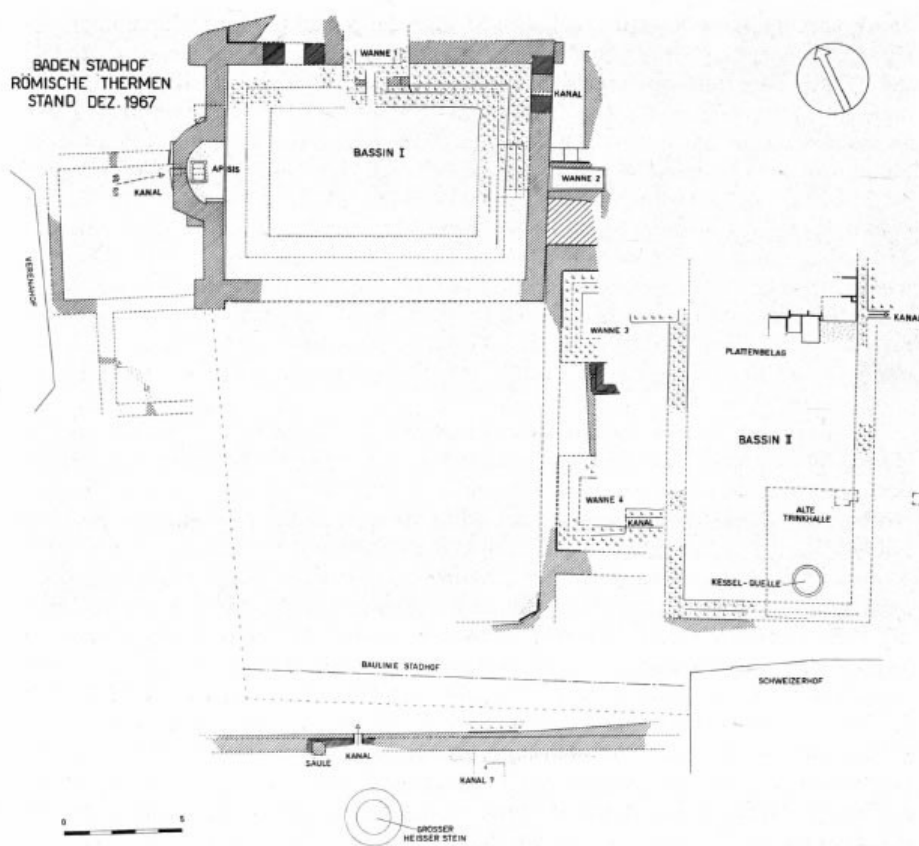 BADEN STADHOF
RÖMISCHE THERMEN
STAND DEZ. 1967
WANNE 1
KANAL
BASSIN I
APSIS
KANAL
WANNE 2
VERENAHOF
WANNE 3
KANAL
PLATTENBELAG
BASSIN II
WANNE 4
KANAL
ALTE
TRINKHALLE
KESSEL-QUELLE
BAULINIE STADHOF
SCHWEIZERHOF
SÄULE
KANAL
KANAL ?
0 5
GROSSER
HEISSER STEIN